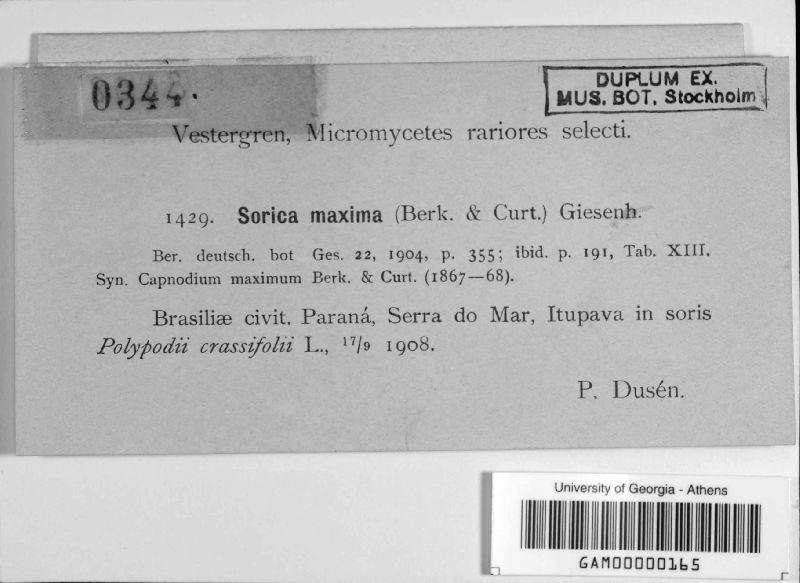 0344.
DUPLUM EX.
MUS. BOT. Stockholm
Vestergren, Micromycetes rariores selecti.
1429. Sorica maxima (Berk. & Curt.) Giesenh.
Ber. deutsch. bot Ges. 22, 1904, p. 355; ibid. p. 191, Tab. XIII.
Syn. Capnodium maximum Berk. & Curt. (1867—68).
Brasiliæ civit. Paraná, Serra do Mar, Itupava in soris
Polypodii crassifolii L., 17/9 1908.
P. Dusén.
University of Georgia - Athens
GAM00000165